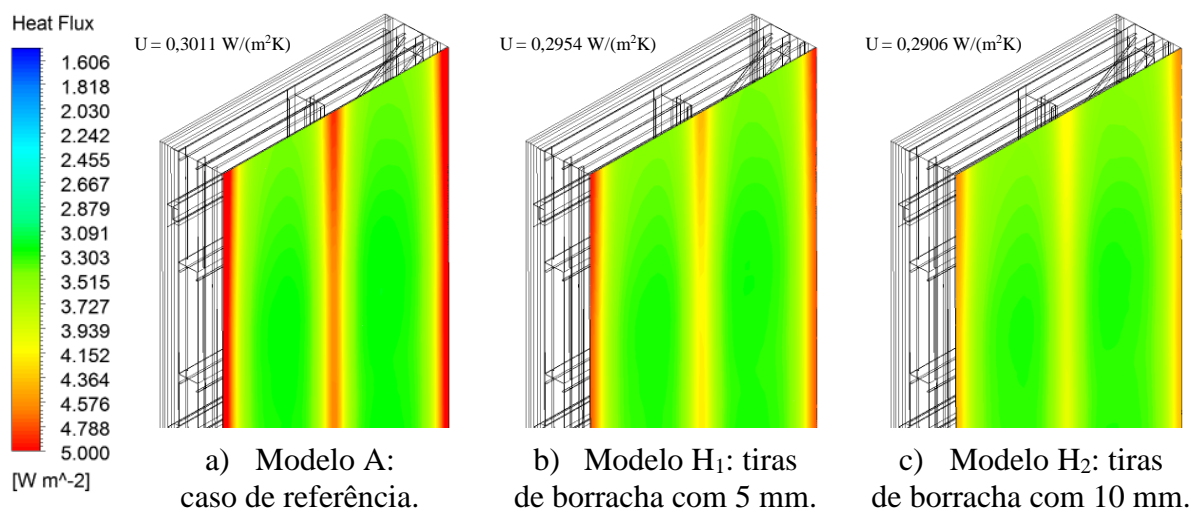 Heat Flux
1.606
1.818
2.030
2.242
2.455
2.667
2.879
3.091
3.303
3.515
3.727
3.939
4.152
4.364
4.576
4.788
5.000
[W m^-2]
U = 0,3011 W/(m²K)
a) Modelo A:
caso de referência.
U = 0,2954 W/(m²K)
b) Modelo H₁: tiras
de borracha com 5 mm.
U = 0,2906 W/(m²K)
c) Modelo H₂: tiras
de borracha com 10 mm.